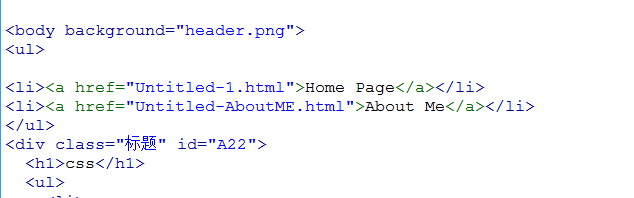 <body background="header.png">
<ul>
<li><a href="Untitled-1.html">Home Page</a></li>
<li><a href="Untitled-AboutME.html">About Me</a></li>
</ul>
<div class="标题" id="A22">
<h1>css</h1>
<ul>